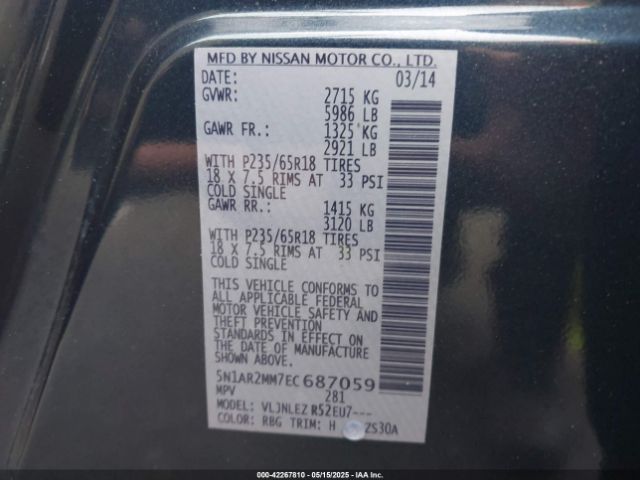 MFD BY NISSAN MOTOR CO., LTD.
DATE: 03/14
GVWR: 2715 KG
5986 LB
GAWR FR.: 1325 KG
2921 LB
WITH P235/65R18 TIRES
18 X 7.5 RIMS AT 33 PSI
COLD SINGLE
GAWR RR.: 1415 KG
3120 LB
WITH P235/65R18 TIRES
18 X 7.5 RIMS AT 33 PSI
COLD SINGLE
THIS VEHICLE CONFORMS TO
ALL APPLICABLE FEDERAL
MOTOR VEHICLE SAFETY AND
THEFT PREVENTION
STANDARDS IN EFFECT ON
THE DATE OF MANUFACTURE
SHOWN ABOVE.
5N1AR2MM7EC687059
MPV 281
MODEL: VLJNLEZ R52EU7---
COLOR: RBG TRIM: H ZS30A
000-42267810 - 05/15/2025 - IAAI.COM